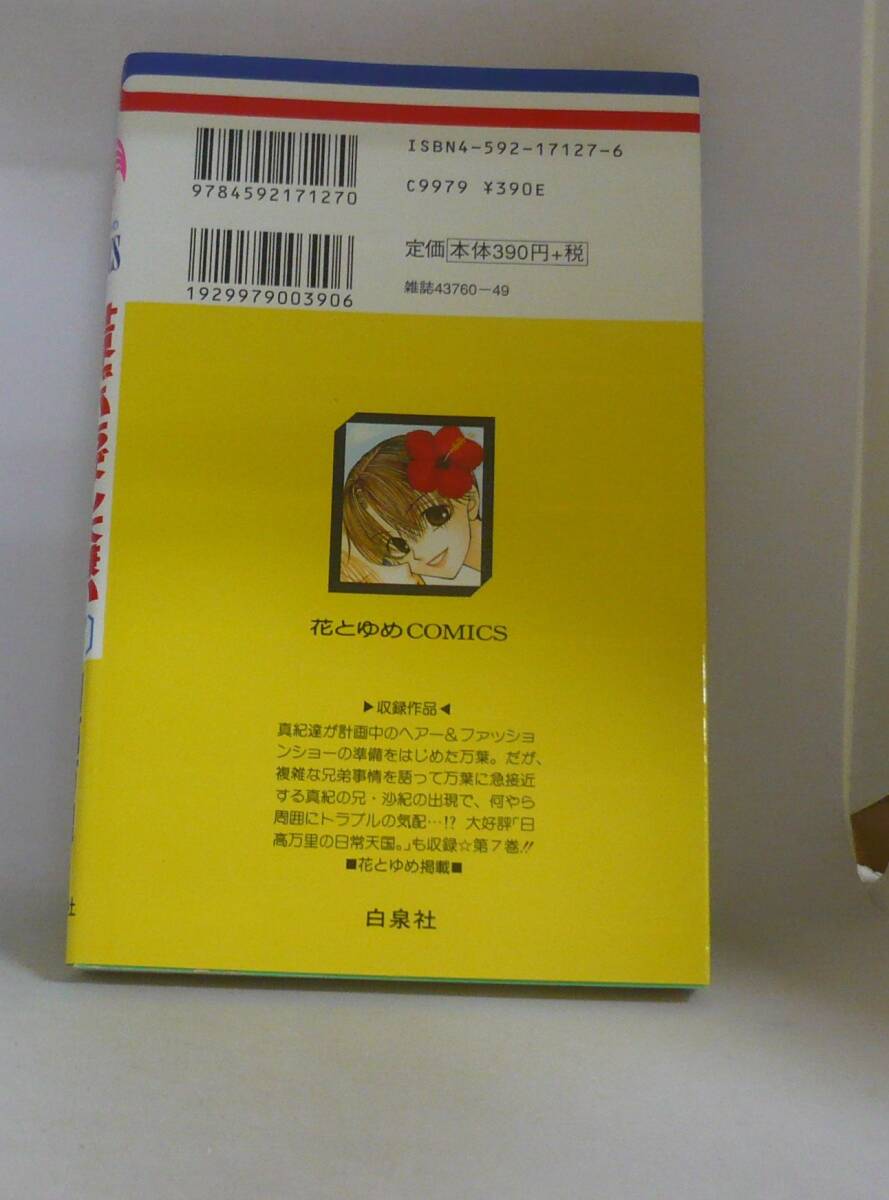 ISBN4-592-17127-6
9784592171270
C9979 ¥390E
定価 本体390円+税
1929979003906
雑誌43760-49
花とゆめCOMICS
▶収録作品◀
真紀達が計画中のヘアー&ファッショ
ンショーの準備をはじめた万葉。だが、
複雑な兄弟事情を語って万葉に急接近
する真紀の兄・沙紀の出現で、何やら
周囲にトラブルの気配…!? 大好評「日
高万里の日常天国。」も収録☆第7巻!!
■花とゆめ掲載■
白泉社